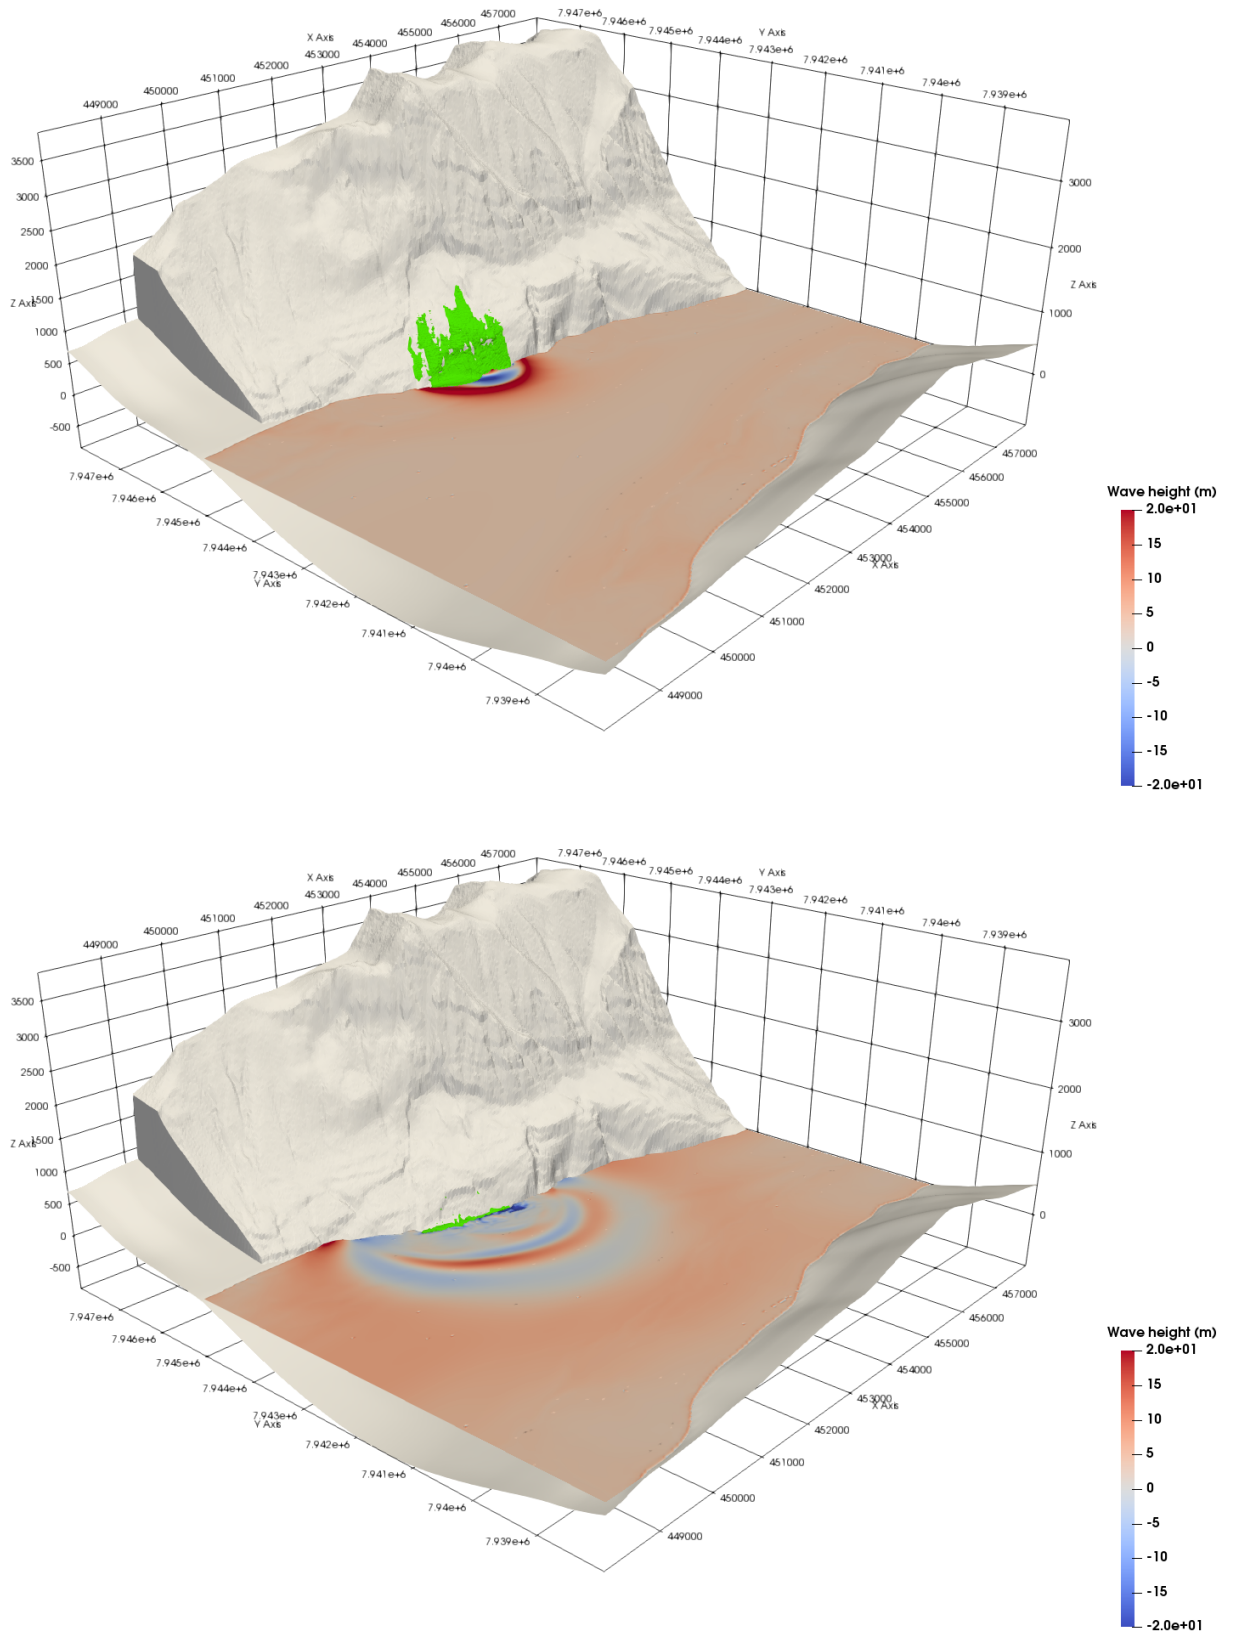 X Axis
449000
450000
451000
452000
453000
454000
455000
456000
457000
7.947e+6
7.946e+6
7.945e+6
7.944e+6
7.943e+6
7.942e+6
7.941e+6
7.94e+6
7.939e+6
Y Axis
3500
3000
2500
2000
Z Axis
1500
1000
500
0
-500
3000
2000
Z Axis
1000
0
7.947e+6
7.946e+6
7.945e+6
7.944e+6
7.943e+6
Y Axis
7.942e+6
7.941e+6
7.94e+6
7.939e+6
457000
456000
455000
454000
453000
X Axis
452000
451000
450000
449000
Wave height (m)
2.0e+01
15
10
5
0
-5
-10
-15
-2.0e+01
X Axis
449000
450000
451000
452000
453000
454000
455000
456000
457000
7.947e+6
7.946e+6
7.945e+6
7.944e+6
7.943e+6
7.942e+6
7.941e+6
7.94e+6
7.939e+6
Y Axis
3500
3000
2500
2000
Z Axis
1500
1000
500
0
-500
3000
2000
Z Axis
1000
0
7.947e+6
7.946e+6
7.945e+6
7.944e+6
7.943e+6
Y Axis
7.942e+6
7.941e+6
7.94e+6
7.939e+6
457000
456000
455000
454000
453000
X Axis
452000
451000
450000
449000
Wave height (m)
2.0e+01
15
10
5
0
-5
-10
-15
-2.0e+01